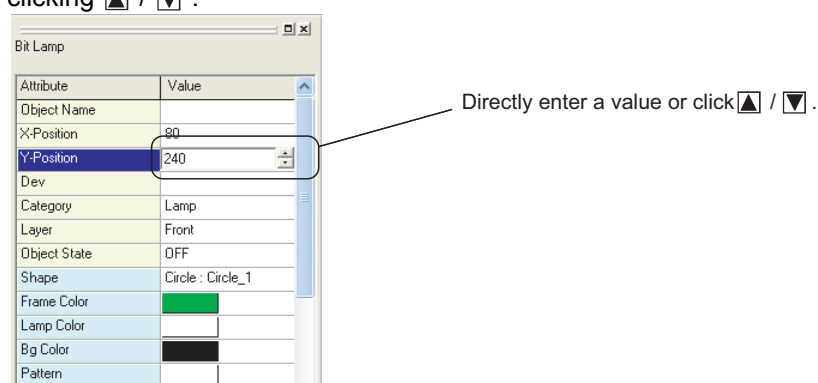 clicking ▲ / ▼ .
Bit Lamp
Attribute Value
Object Name
X-Position 80
Y-Position 240
Dev
Category Lamp
Layer Front
Object State OFF
Shape Circle : Circle_1
Frame Color
Lamp Color
Bg Color
Pattern
Directly enter a value or click ▲ / ▼ .